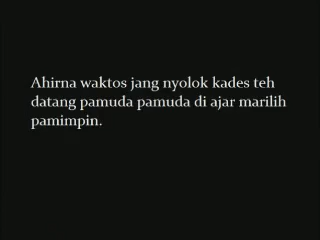 Ahirna waktos jang nyolok kades teh
datang pamuda pamuda di ajar marilih
pamimpin.